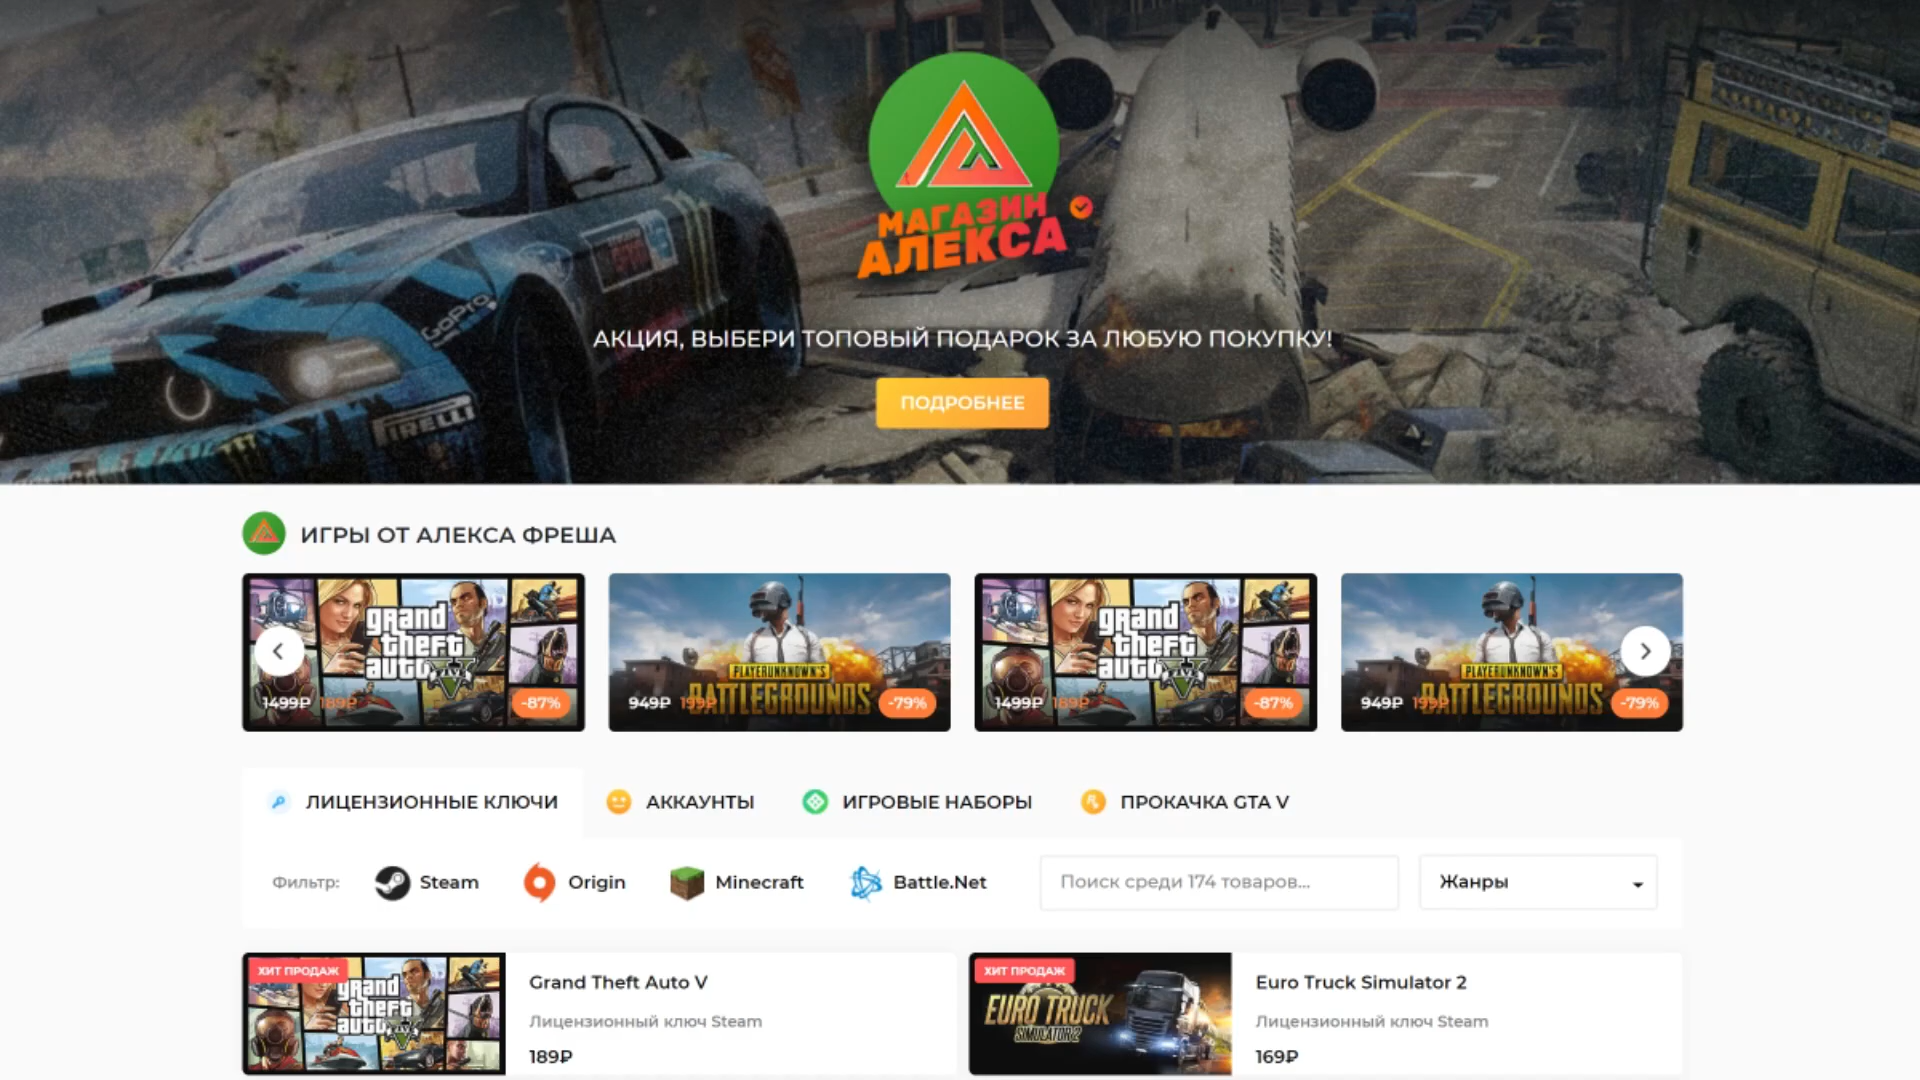 МАГАЗИН
АЛЕКСА
GoPro
PIRELLI
АКЦИЯ, ВЫБЕРИ ТОПОВЫЙ ПОДАРОК ЗА ЛЮБУЮ ПОКУПКУ!
ПОДРОБНЕЕ
ИГРЫ ОТ АЛЕКСА ФРЕША
grand
theft
auto
V
1499₽ 189₽ -87%
PLAYERUNKNOWN'S
BATTLEGROUNDS
949₽ 199₽ -79%
grand
theft
auto
V
1499₽ 189₽ -87%
PLAYERUNKNOWN'S
BATTLEGROUNDS
949₽ 199₽ -79%
ЛИЦЕНЗИОННЫЕ КЛЮЧИ АККАУНТЫ ИГРОВЫЕ НАБОРЫ ПРОКАЧКА GTA V
Фильтр: Steam Origin Minecraft Battle.Net Поиск среди 174 товаров... Жанры
ХИТ ПРОДАЖ
grand
theft
auto
V
Grand Theft Auto V
Лицензионный ключ Steam
189₽
ХИТ ПРОДАЖ
EURO TRUCK
SIMULATOR 2
Euro Truck Simulator 2
Лицензионный ключ Steam
169₽